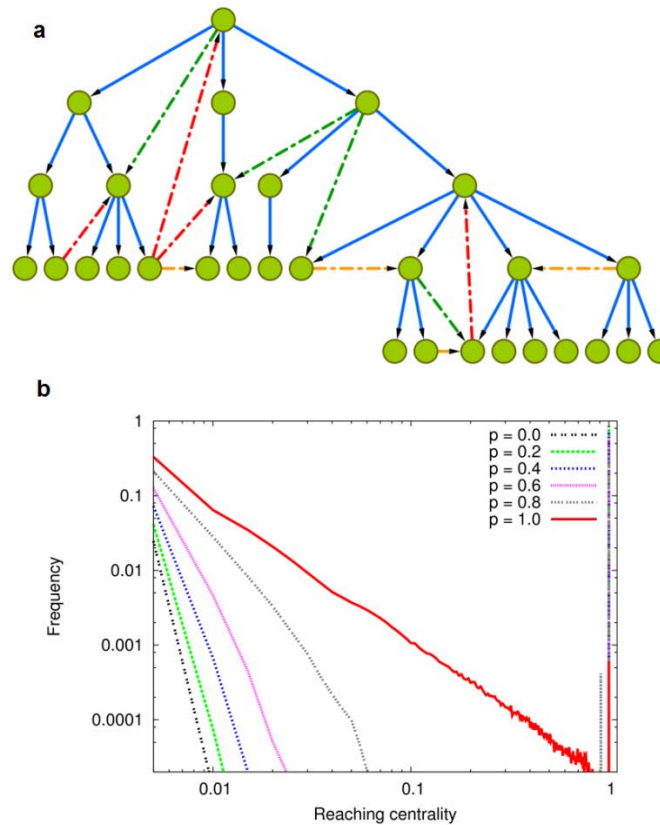 a
b
1
0.1
0.01
0.001
0.0001
Frequency
p = 0.0
p = 0.2
p = 0.4
p = 0.6
p = 0.8
p = 1.0
0.01
0.1
1
Reaching centrality